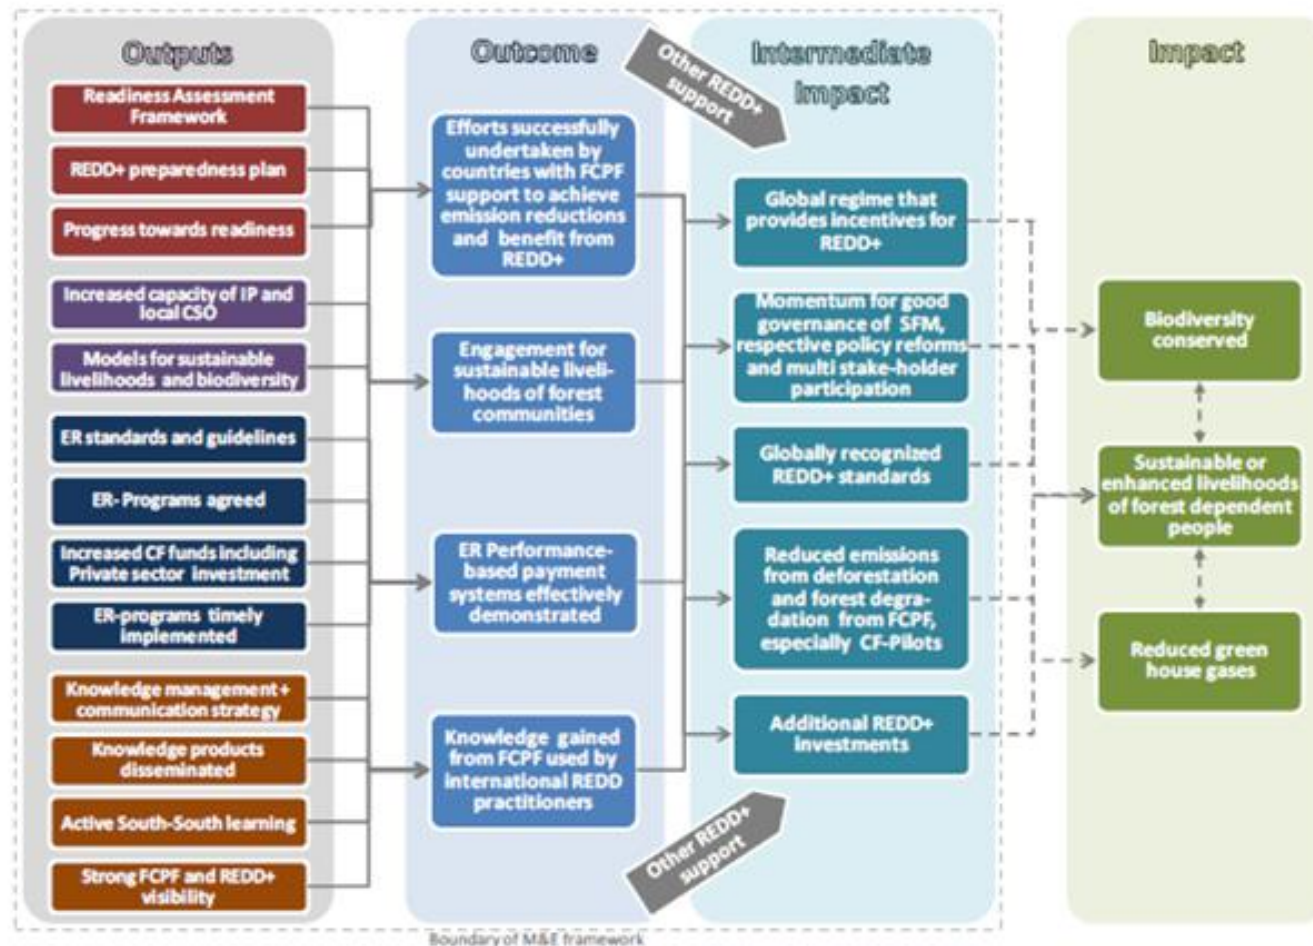 Outputs
Readiness Assessment
Framework
REDD+ preparedness plan
Progress towards readiness
Increased capacity of IP and
local CSO
Models for sustainable
livelihoods and biodiversity
ER standards and guidelines
ER- Programs agreed
Increased CF funds including
Private sector investment
ER-programs timely
implemented
Knowledge management +
communication strategy
Knowledge products
disseminated
Active South-South learning
Strong FCPF and REDD+
visibility
Outcome
Efforts successfully
undertaken by
countries with FCPF
support to achieve
emission reductions
and benefit from
REDD+
Engagement for
sustainable liveli-
hoods of forest
communities
ER Performance-
based payment
systems effectively
demonstrated
Knowledge gained
from FCPF used by
international REDD
practitioners
Other REDD+
support
Intermediate
Impact
Global regime that
provides incentives for
REDD+
Momentum for good
governance of SFM,
respective policy reforms
and multi stake-holder
participation
Globally recognized
REDD+ standards
Reduced emissions
from deforestation
and forest degra-
dation from FCPF,
especially CF-Pilots
Additional REDD+
investments
Other REDD+
support
Impact
Biodiversity
conserved
Sustainable or
enhanced livelihoods
of forest dependent
people
Reduced green
house gases
Boundary of M&E framework